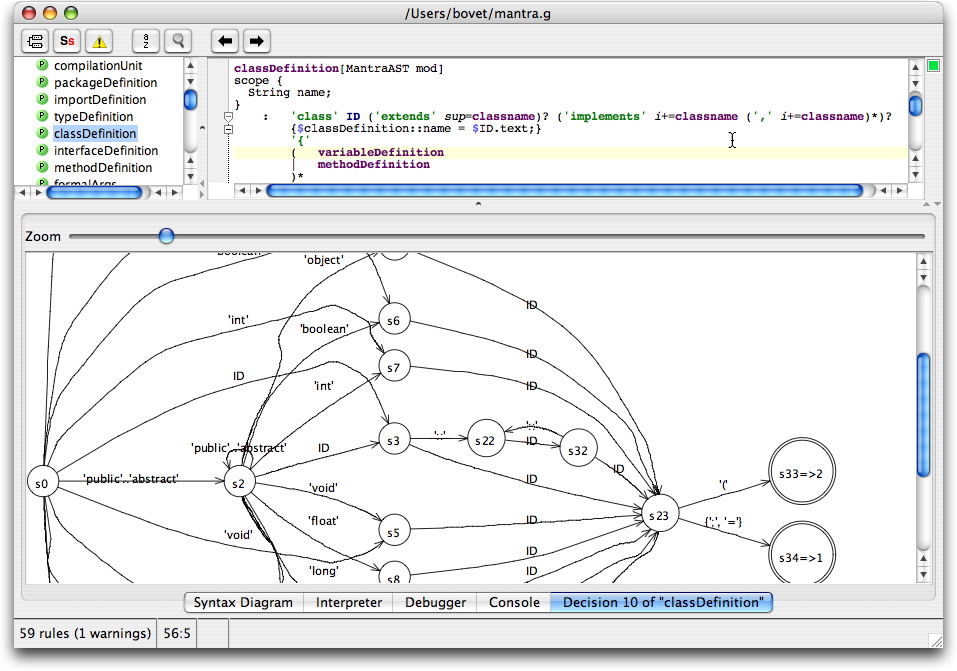 /Users/bovet/mantra.g
Ss
a
z
compilationUnit
packageDefinition
importDefinition
typeDefinition
classDefinition
interfaceDefinition
methodDefinition
formalArgs
classDefinition[MantraAST mod]
scope {
String name;
}
: 'class' ID ('extends' sup=classname)? ('implements' i+=classname (',' i+=classname)*)?
{$classDefinition::name = $ID.text;}
'{'
( variableDefinition
methodDefinition
)*
Zoom
boolean'
'object'
ID
'int'
s6
'boolean'
ID
s7
ID
ID
'int'
s3
'.'
s22
'.'
ID
s32
'public'..'abstract'
ID
ID
s0
'public'..'abstract'
s2
ID
s33=>2
'('
'void'
s23
'float'
s5
ID
{';', '='}
'void'
ID
s34=>1
'long'
s8
ID
Syntax Diagram
Interpreter
Debugger
Console
Decision 10 of "classDefinition"
59 rules (1 warnings)
56:5